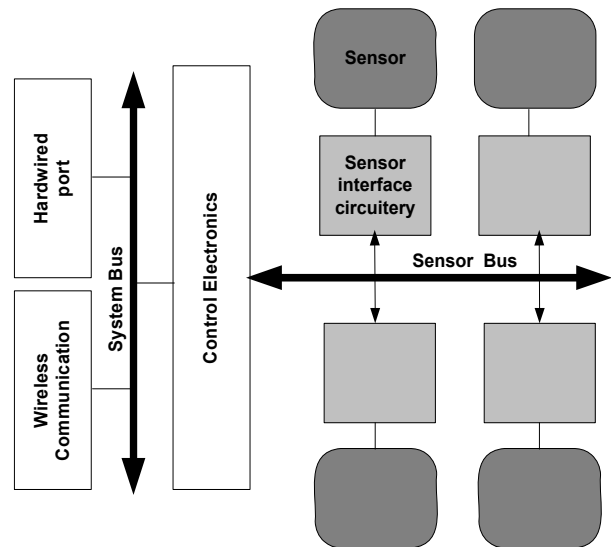 Hardwired
port
Wireless
Communication
System Bus
Control Electronics
Sensor
Sensor
interface
circuitery
Sensor Bus